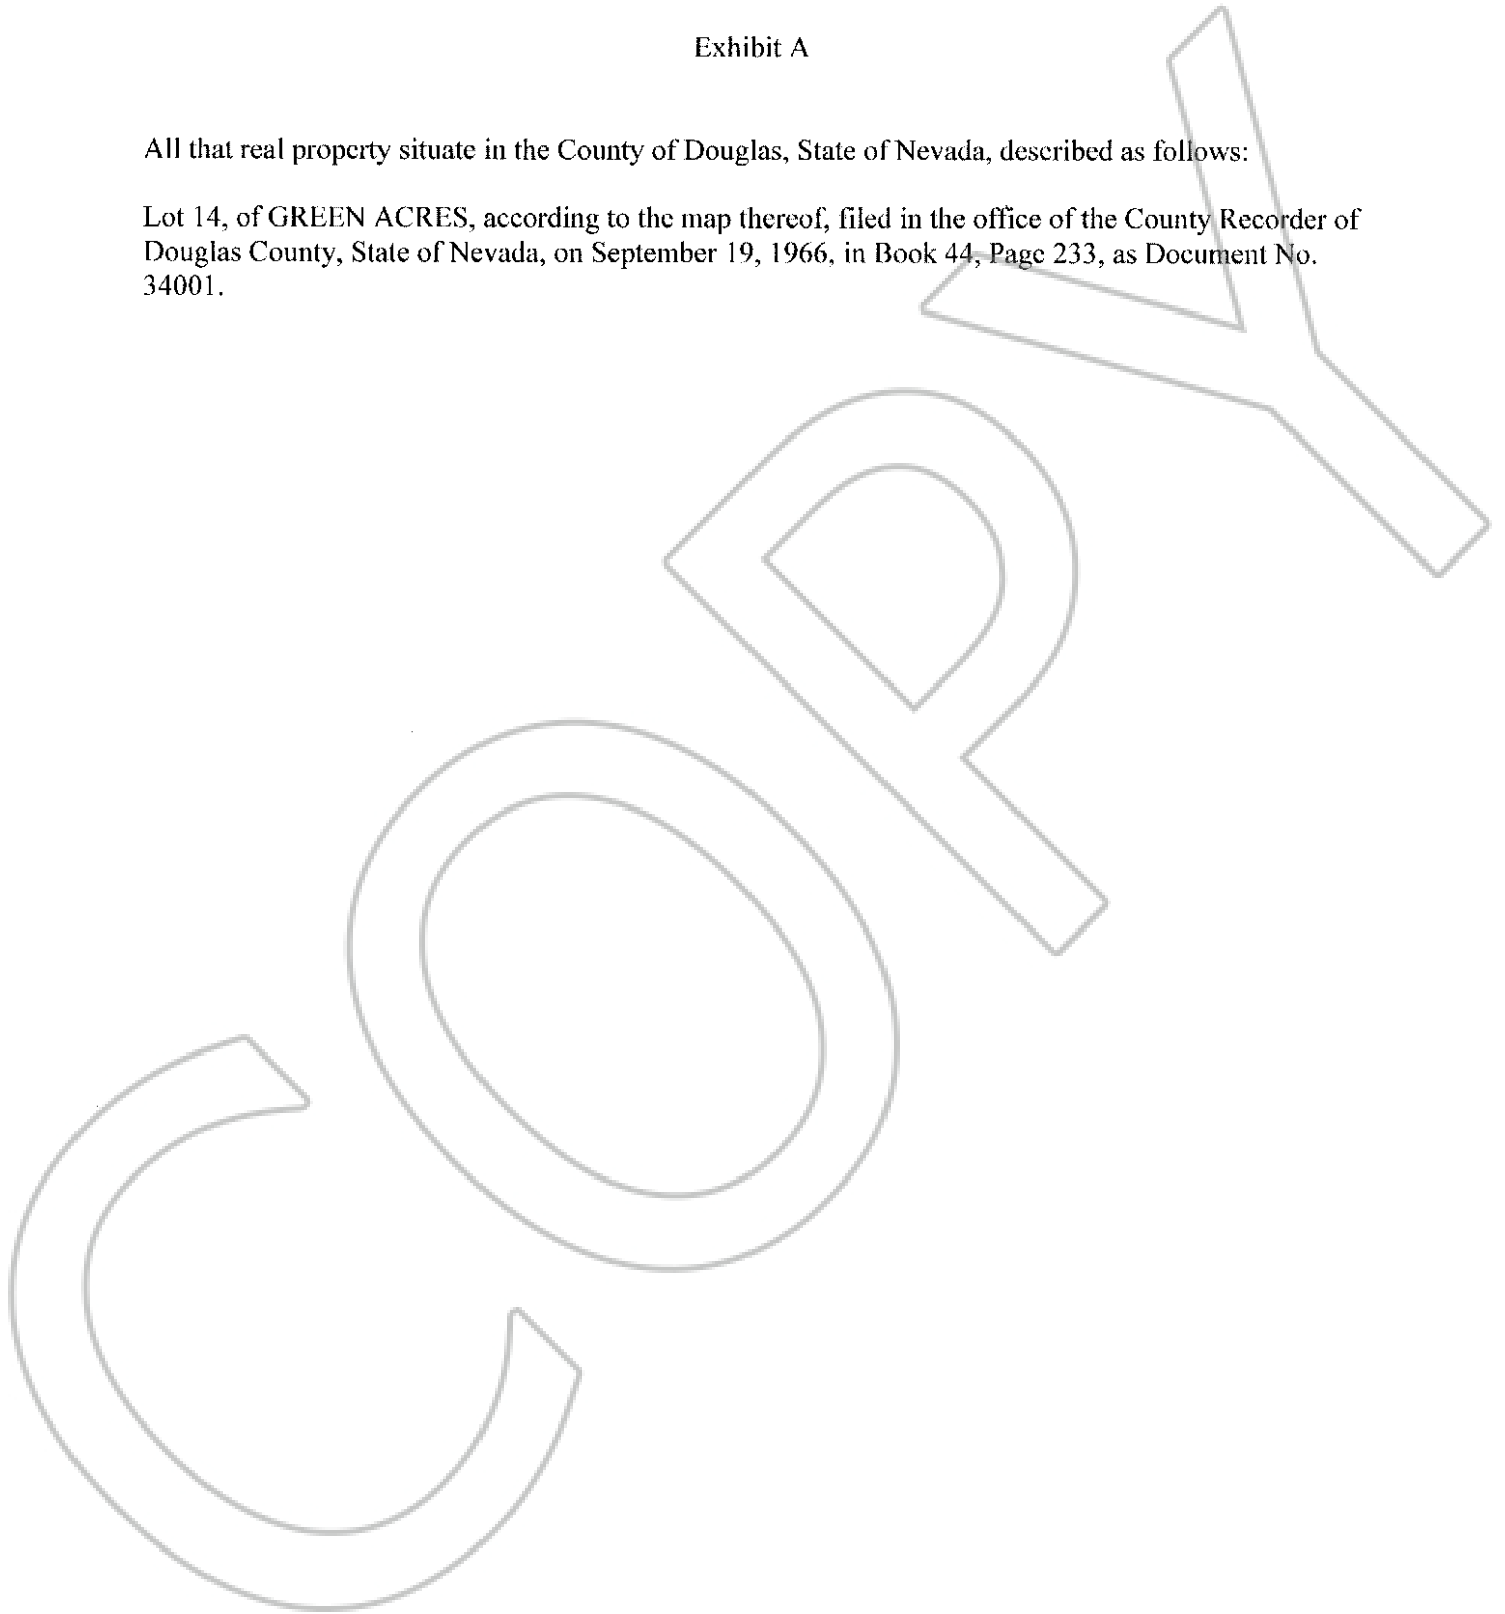 Exhibit A
All that real property situate in the County of Douglas, State of Nevada, described as follows:
Lot 14, of GREEN ACRES, according to the map thereof, filed in the office of the County Recorder of
Douglas County, State of Nevada, on September 19, 1966, in Book 44, Page 233, as Document No.
34001.
COPY